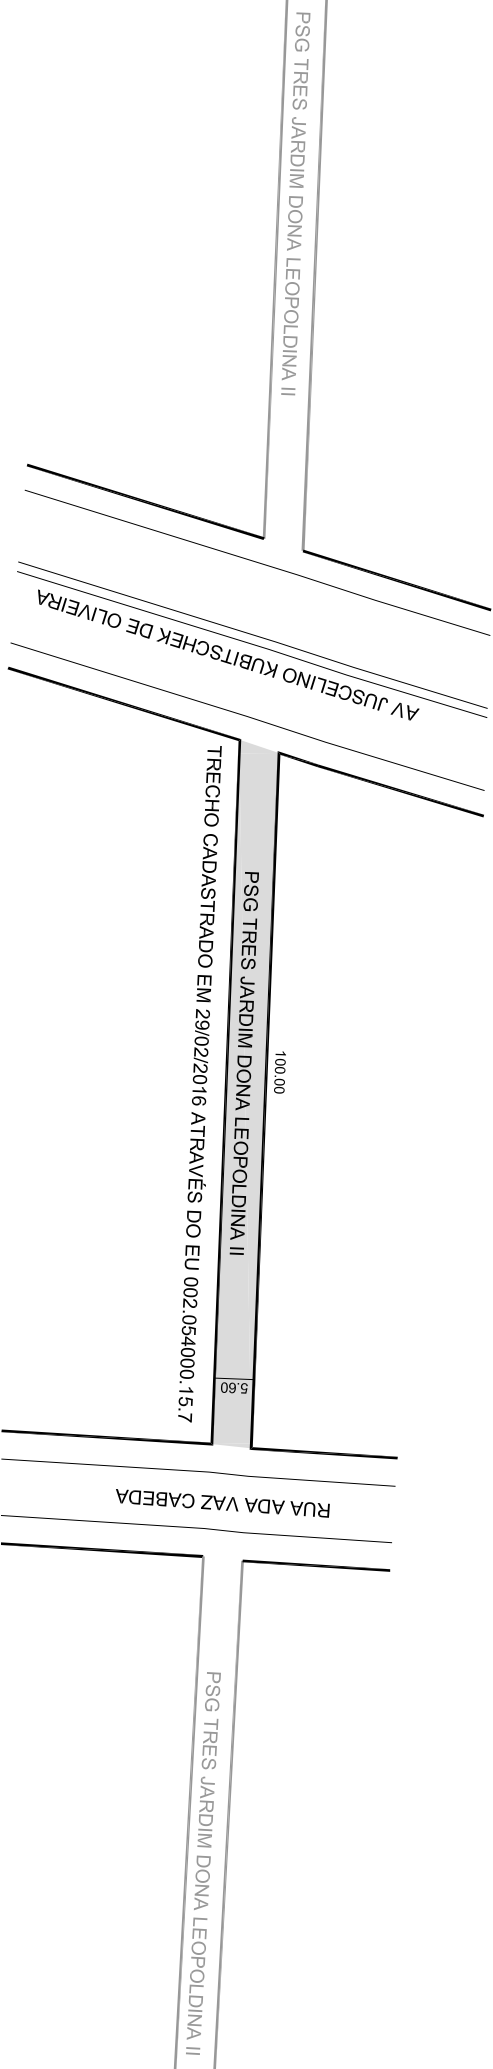 PSG TRES JARDIM DONA LEOPOLDINA II
AV JUSCELINO KUBITSCHEK DE OLIVEIRA
TRECHO CADASTRADO EM 29/02/2016 ATRAVÉS DO EU 002.054000.15.7
PSG TRES JARDIM DONA LEOPOLDINA II
100.00
5.60
RUA ADA VAZ CABEDA
PSG TRES JARDIM DONA LEOPOLDINA II